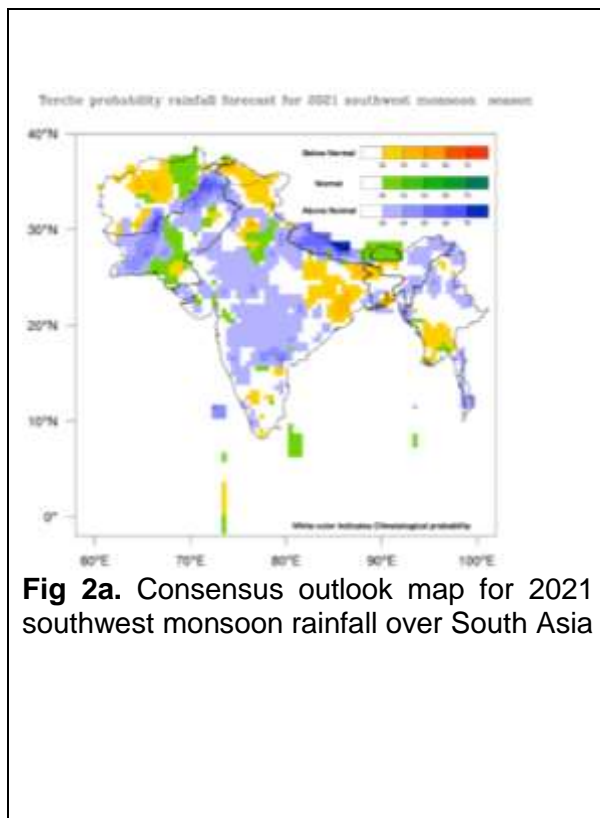 Terche probability rainfall forecast for 2021 southwest monsoon season
40°N
Below Normal
Normal
Above Normal
30°N
20°N
10°N
0°
White color indicates Climatological probability
60°E 70°E 80°E 90°E 100°E
Fig 2a. Consensus outlook map for 2021
southwest monsoon rainfall over South Asia